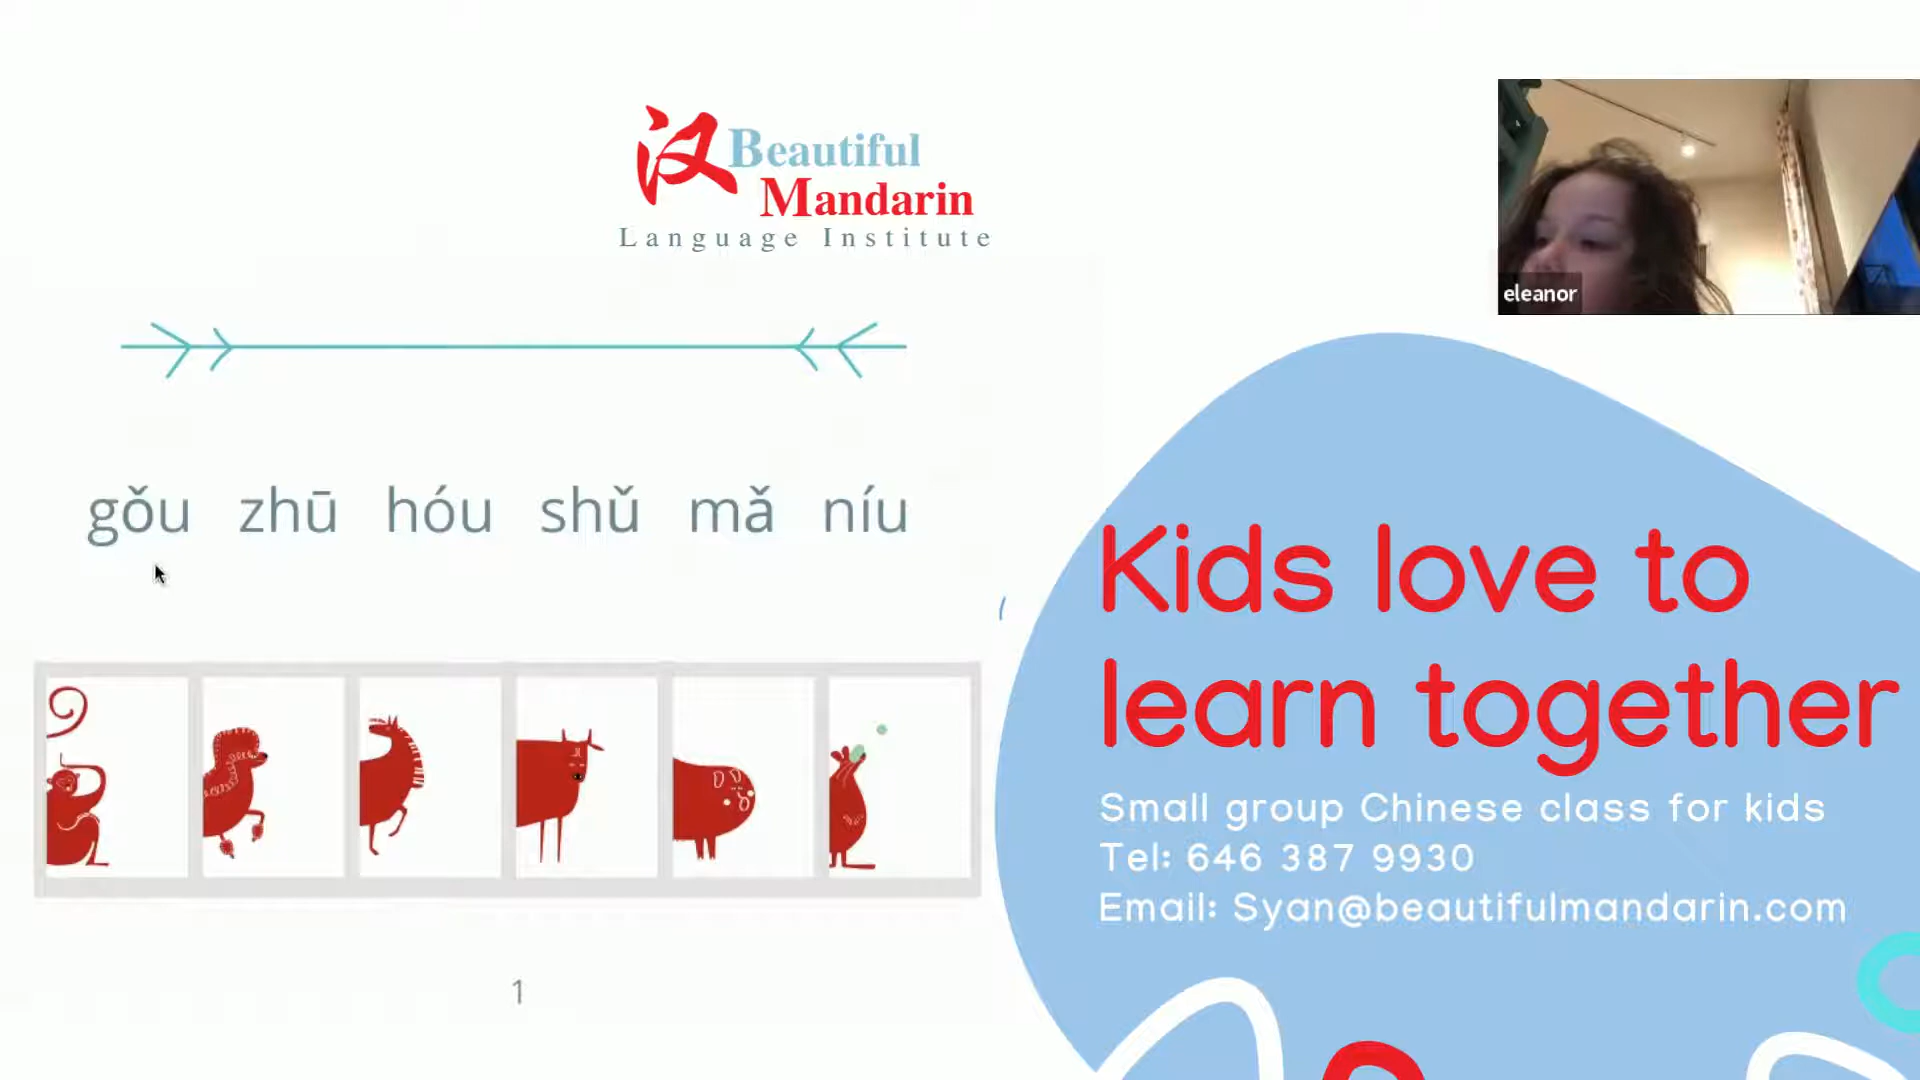 汉 Beautiful
Mandarin
Language Institute
eleanor
gǒu zhū hóu shǔ mǎ níu
Kids love to
learn together
Small group Chinese class for kids
Tel: 646 387 9930
Email: Syan@beautifulmandarin.com
1